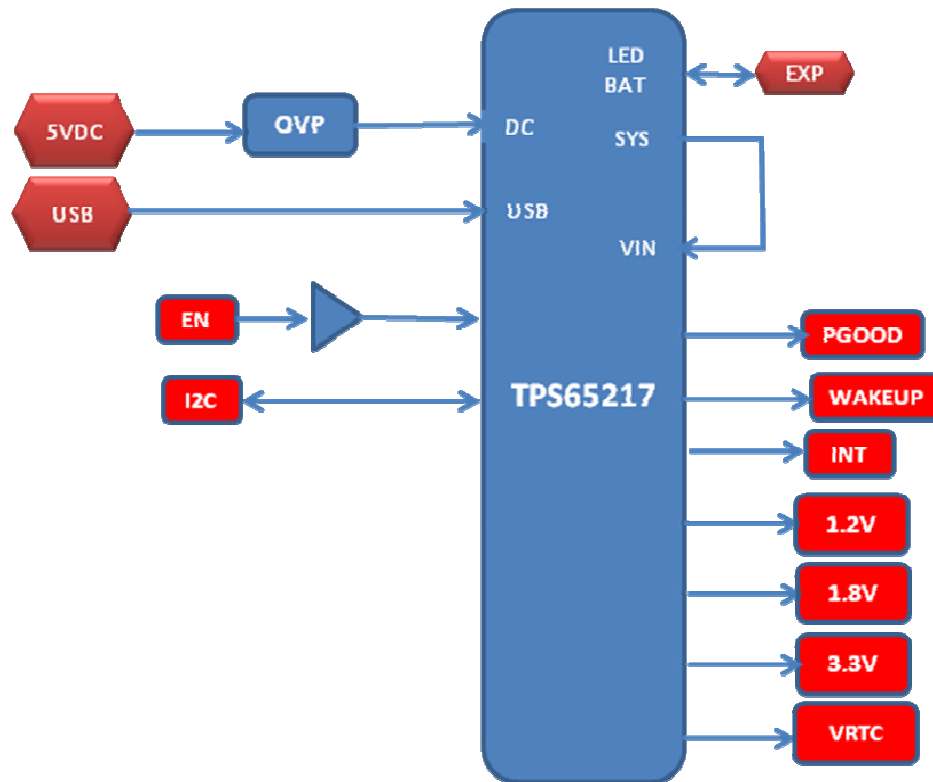 LED
BAT
EXP
5VDC
OVP
DC
SYS
USB
USB
VIN
EN
PGOOD
I2C
TPS65217
WAKEUP
INT
1.2V
1.8V
3.3V
VRTC